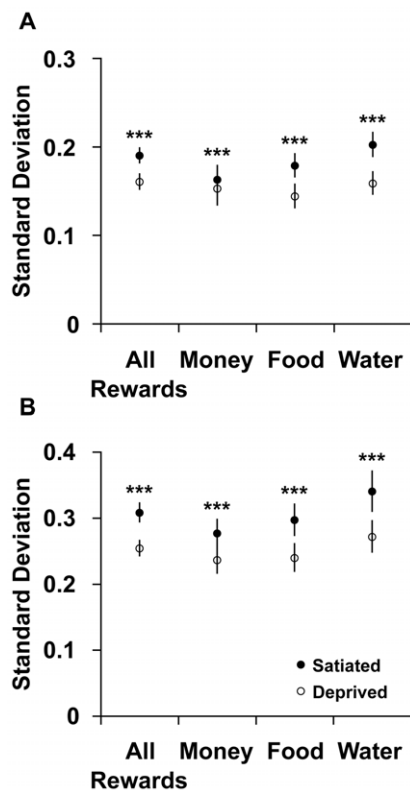 A
Standard Deviation
0.3
0.2
0.1
0
***
***
***
***
All Rewards
Money
Food
Water
B
Standard Deviation
0.4
0.3
0.2
0.1
0
***
***
***
***
Satiated
Deprived
All Rewards
Money
Food
Water